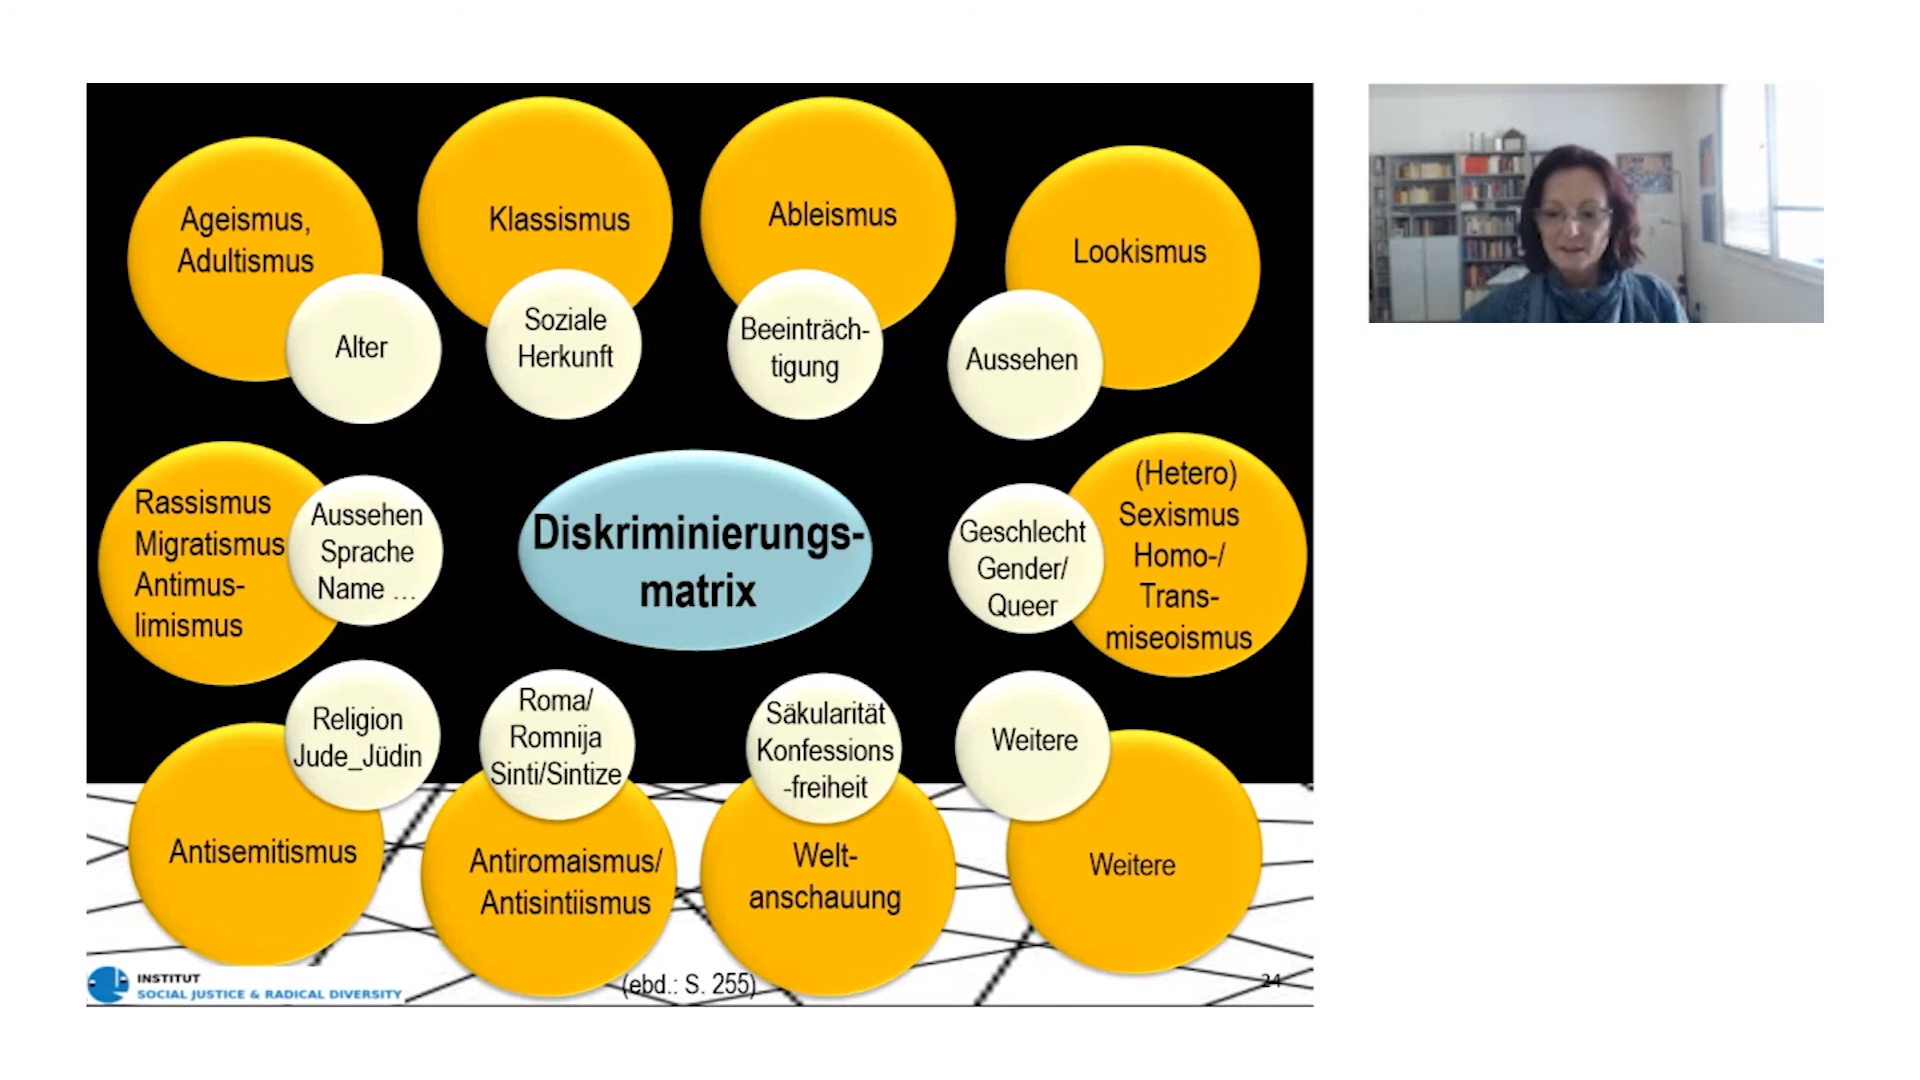 Ageismus,
Adultismus
Alter
Klassismus
Soziale
Herkunft
Ableismus
Beeinträch-
tigung
Lookismus
Aussehen
Rassismus
Migratismus
Antimus-
limismus
Aussehen
Sprache
Name ...
Diskriminierungs-
matrix
Geschlecht
Gender/
Queer
(Hetero)
Sexismus
Homo-/
Trans-
miseoismus
Religion
Jude_Jüdin
Antisemitismus
Roma/
Romnija
Sinti/Sintize
Antiromaismus/
Antisintiismus
Säkularität
Konfessions
-freiheit
Welt-
anschauung
Weitere
Weitere
INSTITUT
SOCIAL JUSTICE & RADICAL DIVERSITY
(ebd.: S. 255)
24